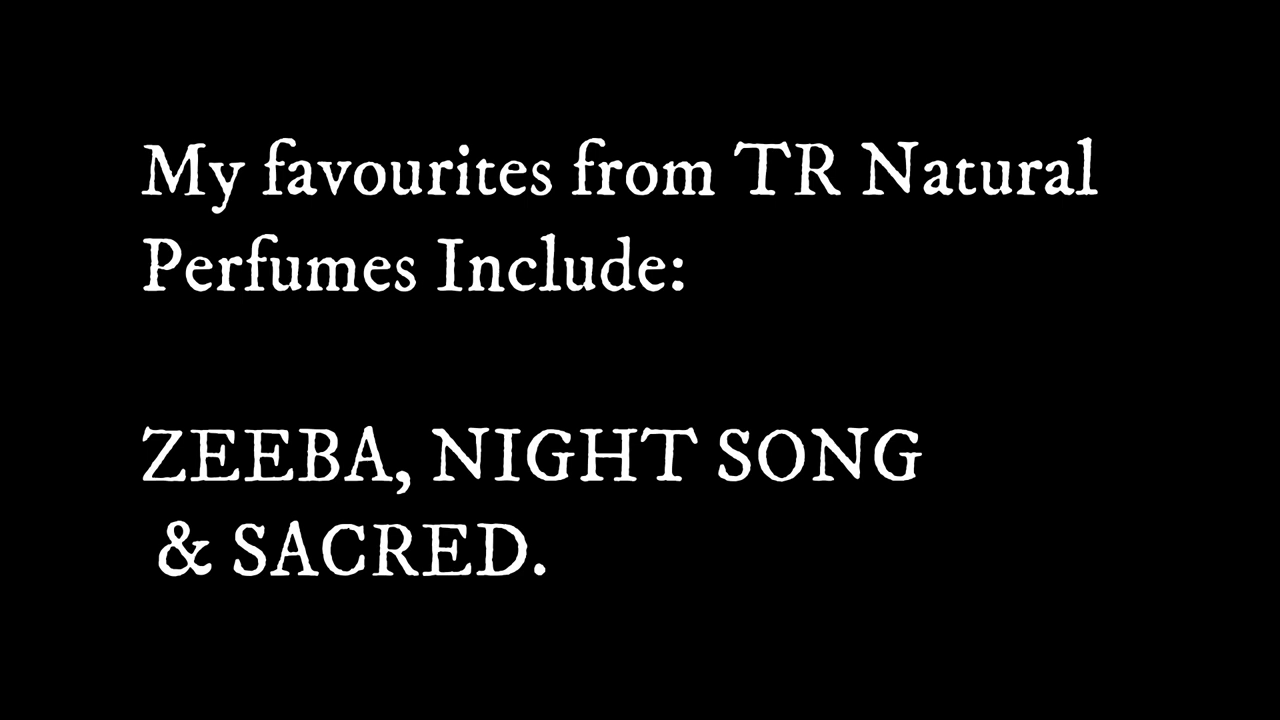 My favourites from TR Natural
Perfumes Include:
ZEEBA, NIGHT SONG
& SACRED.